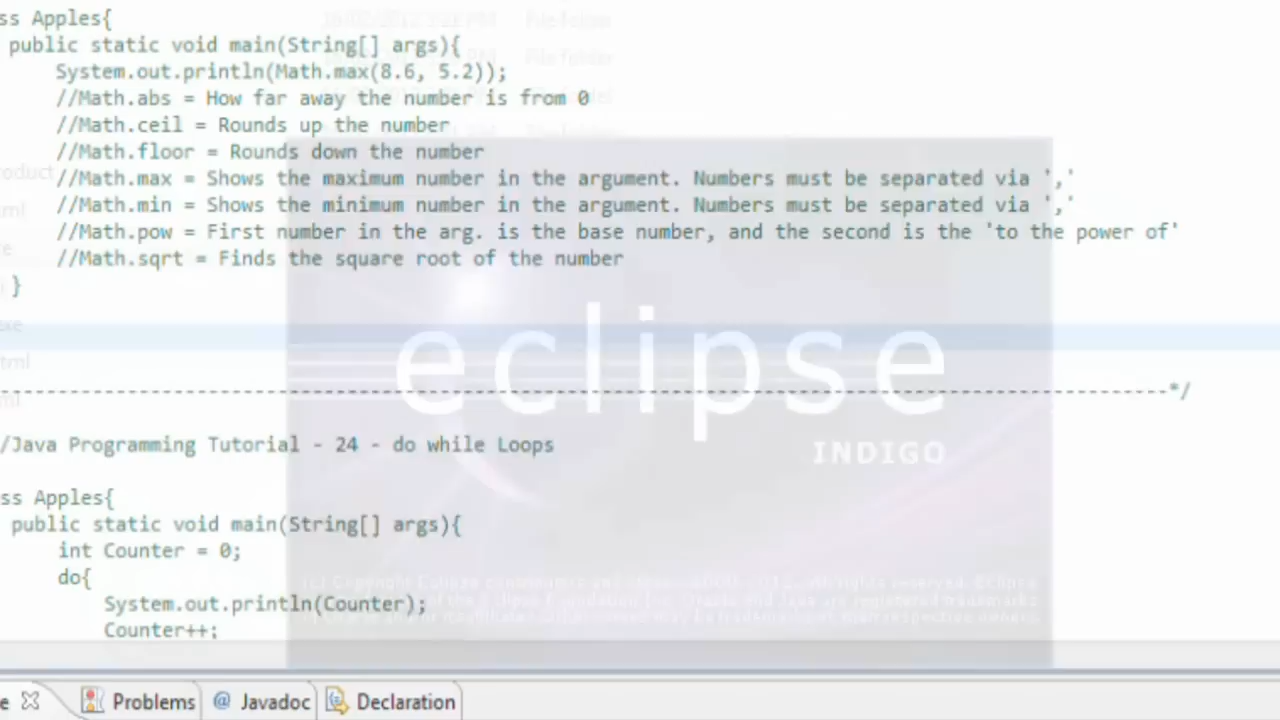 ss Apples{
public static void main(String[] args){
System.out.println(Math.max(8.6, 5.2));
//Math.abs = How far away the number is from 0
//Math.ceil = Rounds up the number
//Math.floor = Rounds down the number
//Math.max = Shows the maximum number in the argument. Numbers must be separated via ','
//Math.min = Shows the minimum number in the argument. Numbers must be separated via ','
//Math.pow = First number in the arg. is the base number, and the second is the 'to the power of'
//Math.sqrt = Finds the square root of the number
}
eclipse
INDIGO
------------------------------------------------------------------------------------------------------*/
/Java Programming Tutorial - 24 - do while Loops
ss Apples{
public static void main(String[] args){
int Counter = 0;
do{
System.out.println(Counter);
Counter++;
e Problems @ Javadoc Declaration